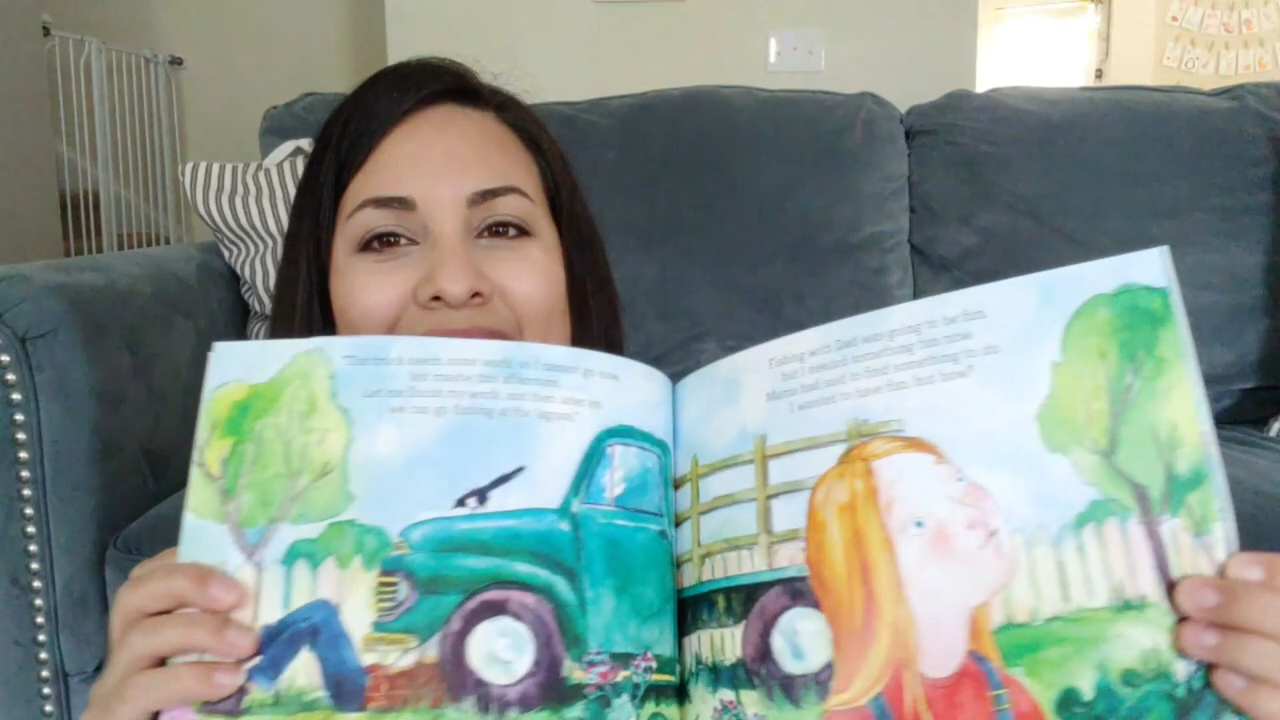 "The truck needs some work, so I cannot go now,
but maybe this afternoon.
Let me finish my work, and then later on
we can go fishing at the lagoon."
Fishing with Dad was going to be fun,
but I needed something fun now.
Mama had said to find something to do.
I wanted to have fun, but how?